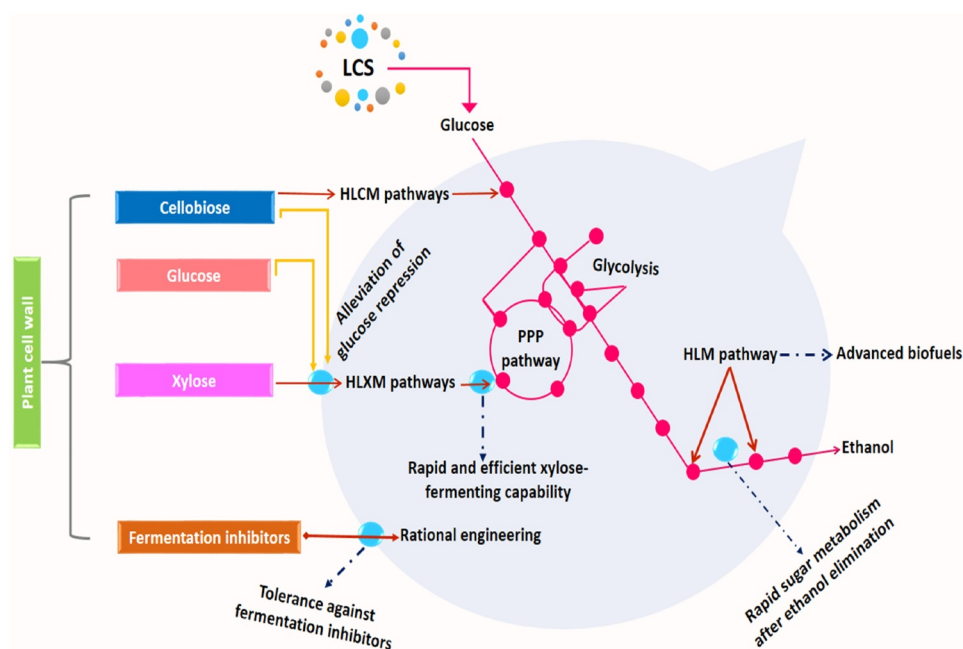 LCS
Glucose
Plant cell wall
Cellobiose
HLCM pathways
Glucose
Alleviation of
glucose repression
Glycolysis
PPP
pathway
Xylose
HLXM pathways
HLM pathway
Advanced biofuels
Rapid and efficient xylose-
fermenting capability
Ethanol
Fermentation inhibitors
Rational engineering
Tolerance against
fermentation inhibitors
Rapid sugar metabolism
after ethanol elimination